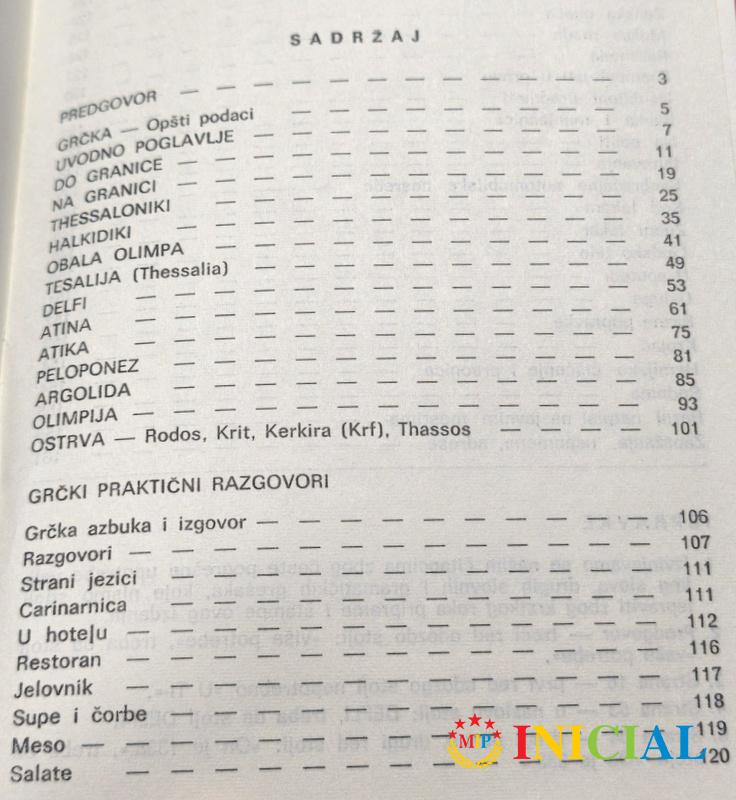 SADRŽAJ
PREDGOVOR — — — — — — — — — 3
GRČKA — Opšti podaci — — — — — — — 5
UVODNO POGLAVLJE — — — — — — — 7
DO GRANICE — — — — — — — — — 11
NA GRANICI — — — — — — — — — 19
THESSALONIKI — — — — — — — — — 25
HALKIDIKI — — — — — — — — — 35
OBALA OLIMPA — — — — — — — — 41
TESALIJA (Thessalia) — — — — — — — 49
DELFI — — — — — — — — — — 53
ATINA — — — — — — — — — — 61
ATIKA — — — — — — — — — — 75
PELOPONEZ — — — — — — — — — 81
ARGOLIDA — — — — — — — — — 85
OLIMPIJA — — — — — — — — — 93
OSTRVA — Rodos, Krit, Kerkira (Krf), Thassos — — — 101
GRČKI PRAKTIČNI RAZGOVORI
Grčka azbuka i izgovor — — — — — — — — 106
Razgovori — — — — — — — — — — 107
Strani jezici — — — — — — — — — 111
Carinarnica — — — — — — — — — 111
U hotelu — — — — — — — — — — 112
Restoran — — — — — — — — — — 116
Jelovnik — — — — — — — — — — 117
Supe i čorbe — — — — — — — — — 118
Meso — — — — — — — — — — 119
Salate — — — — — — — — — — 120
MP INICIAL